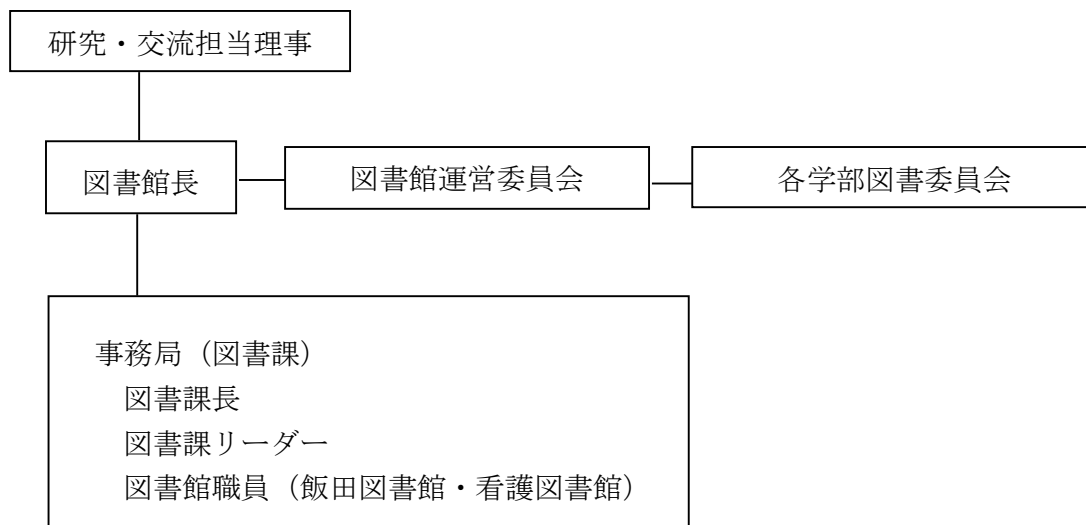 研究・交流担当理事
図書館長
図書館運営委員会
各学部図書委員会
事務局（図書課）
図書課長
図書課リーダー
図書館職員（飯田図書館・看護図書館）